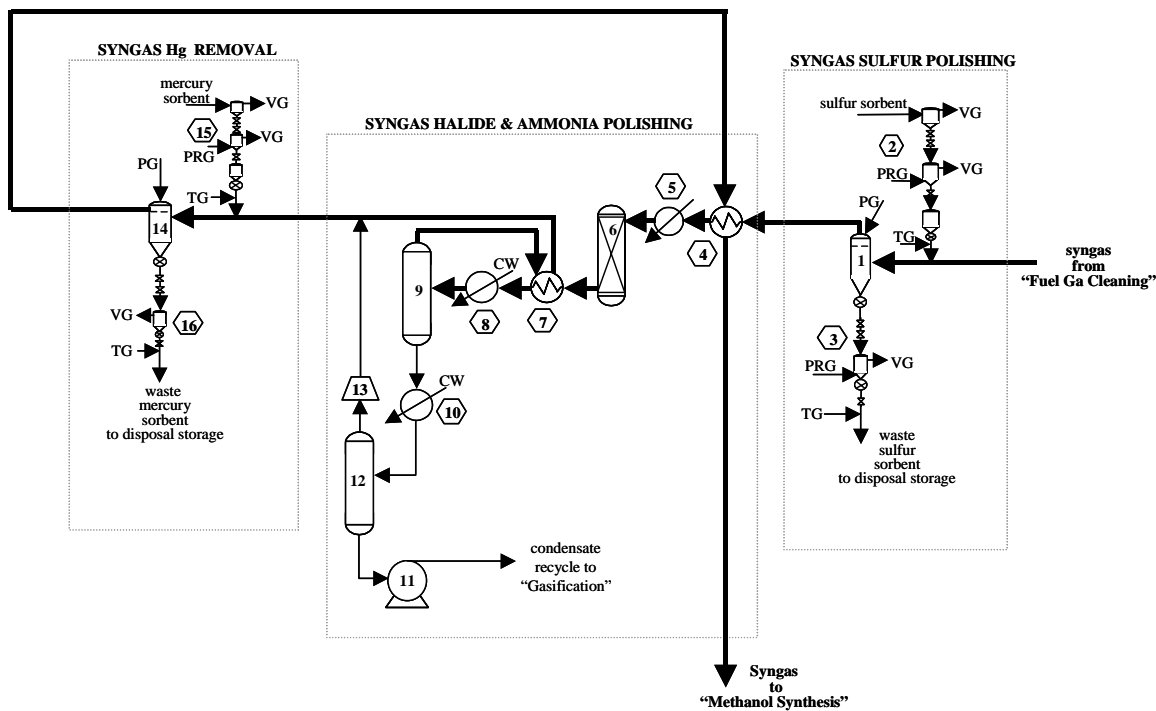 SYNGAS Hg REMOVAL
mercury
sorbent
VG
15
VG
PRG
PG
TG
14
VG
16
TG
waste
mercury
sorbent
to disposal storage
SYNGAS HALIDE & AMMONIA POLISHING
5
6
4
9
CW
8
7
13
CW
10
12
11
condensate
recycle to
“Gasification”
Syngas
to
“Methanol Synthesis”
SYNGAS SULFUR POLISHING
sulfur sorbent
VG
2
VG
PRG
PG
TG
1
syngas
from
“Fuel Ga Cleaning”
3
PRG
VG
TG
waste
sulfur
sorbent
to disposal storage